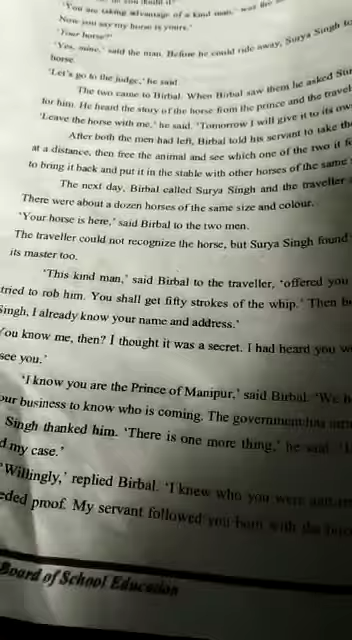 'You are taking advantage of a kind man,' was the
Now you say my horse is yours.'
'Your horse?'
'Yes, mine,' said the man. Before he could ride away, Surya Singh to
horse.
'Let's go to the judge,' he said
The two came to Birbal. When Birbal saw them he asked Sur
for him. He heard the story of the horse from the prince and the travel
'Leave the horse with me,' he said. 'Tomorrow I will give it to its ow
After both the men had left, Birbal told his servant to take the
at a distance, then free the animal and see which one of the two it fo
to bring it back and put it in the stable with other horses of the same
The next day, Birbal called Surya Singh and the traveller
There were about a dozen horses of the same size and colour.
'Your horse is here,' said Birbal to the two men.
The traveller could not recognize the horse, but Surya Singh found
its master too.
'This kind man,' said Birbal to the traveller, 'offered you
tried to rob him. You shall get fifty strokes of the whip.' Then he
Singh, I already know your name and address.'
You know me, then? I thought it was a secret. I had heard you w
see you.'
'I know you are the Prince of Manipur,' said Birbal. 'We h
our business to know who is coming. The government has
Singh thanked him. 'There is one more thing,' he said.
d my case.'
'Willingly,' replied Birbal. 'I knew who you were
eded proof. My servant followed you both with the
Board of School Education